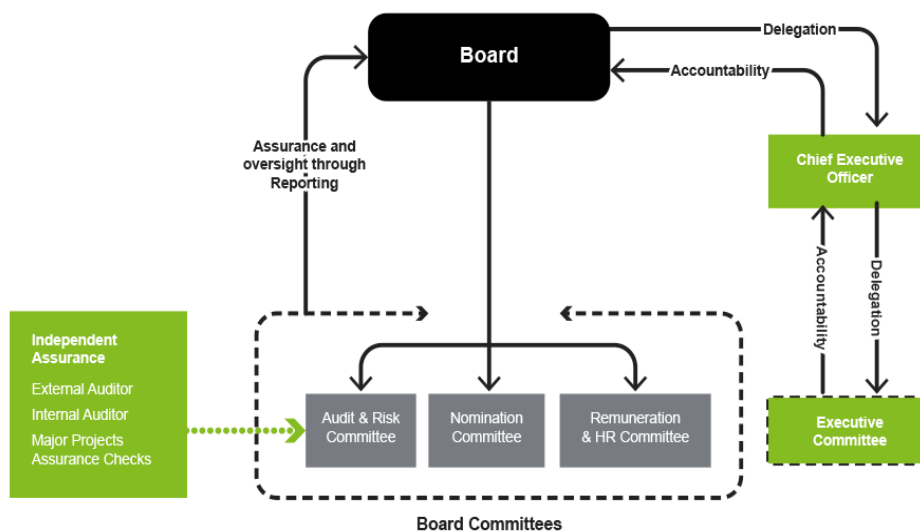 Board
Delegation
Accountability
Assurance and
oversight through
Reporting
Chief Executive
Officer
Accountability
Delegation
Independent
Assurance
External Auditor
Internal Auditor
Major Projects
Assurance Checks
Audit & Risk
Committee
Nomination
Committee
Remuneration
& HR Committee
Executive
Committee
Board Committees